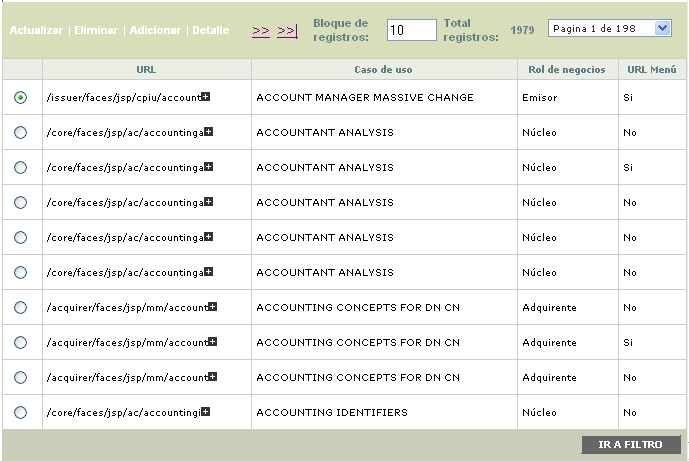 Actualizar | Eliminar | Adicionar | Detalle >> >>| Bloque de registros: 10 Total registros: 1979 Pagina 1 de 198
URL Caso de uso Rol de negocios URL Menú
/issuer/faces/jsp/cpiu/account ACCOUNT MANAGER MASSIVE CHANGE Emisor Si
/core/faces/jsp/ac/accountinga ACCOUNTANT ANALYSIS Núcleo No
/core/faces/jsp/ac/accountinga ACCOUNTANT ANALYSIS Núcleo Si
/core/faces/jsp/ac/accountinga ACCOUNTANT ANALYSIS Núcleo No
/core/faces/jsp/ac/accountinga ACCOUNTANT ANALYSIS Núcleo No
/core/faces/jsp/ac/accountinga ACCOUNTANT ANALYSIS Núcleo No
/acquirer/faces/jsp/mm/account ACCOUNTING CONCEPTS FOR DN CN Adquirente No
/acquirer/faces/jsp/mm/account ACCOUNTING CONCEPTS FOR DN CN Adquirente Si
/acquirer/faces/jsp/mm/account ACCOUNTING CONCEPTS FOR DN CN Adquirente No
/core/faces/jsp/ac/accountingi ACCOUNTING IDENTIFIERS Núcleo No
IR A FILTRO